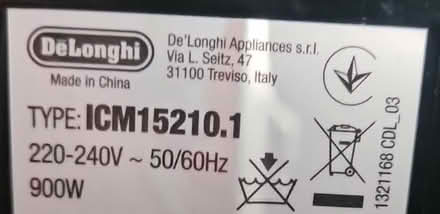 DeLonghi
Made in China
De'Longhi Appliances s.r.l.
Via L. Seitz, 47
31100 Treviso, Italy
TYPE: ICM15210.1
220-240V ~ 50/60Hz
900W
1321168 CDL_03